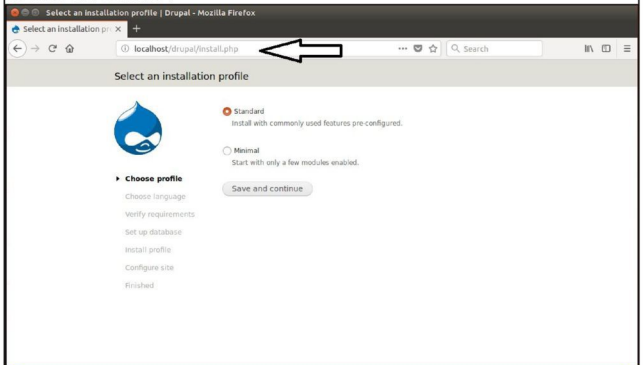 Select an installation profile | Drupal - Mozilla Firefox
Select an installation pro
localhost/drupal/install.php
Search
Select an installation profile
Standard
Install with commonly used features pre-configured.
Minimal
Start with only a few modules enabled.
Save and continue
Choose profile
Choose language
Verify requirements
Set up database
Install profile
Configure site
Finished